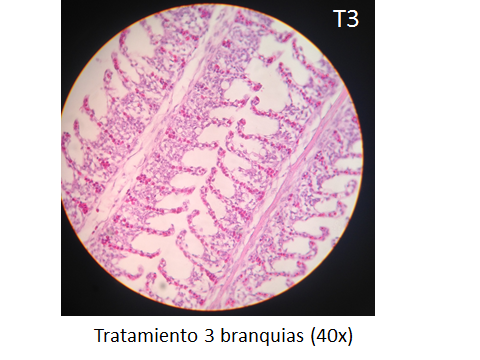 T3
Tratamiento 3 branquias (40x)